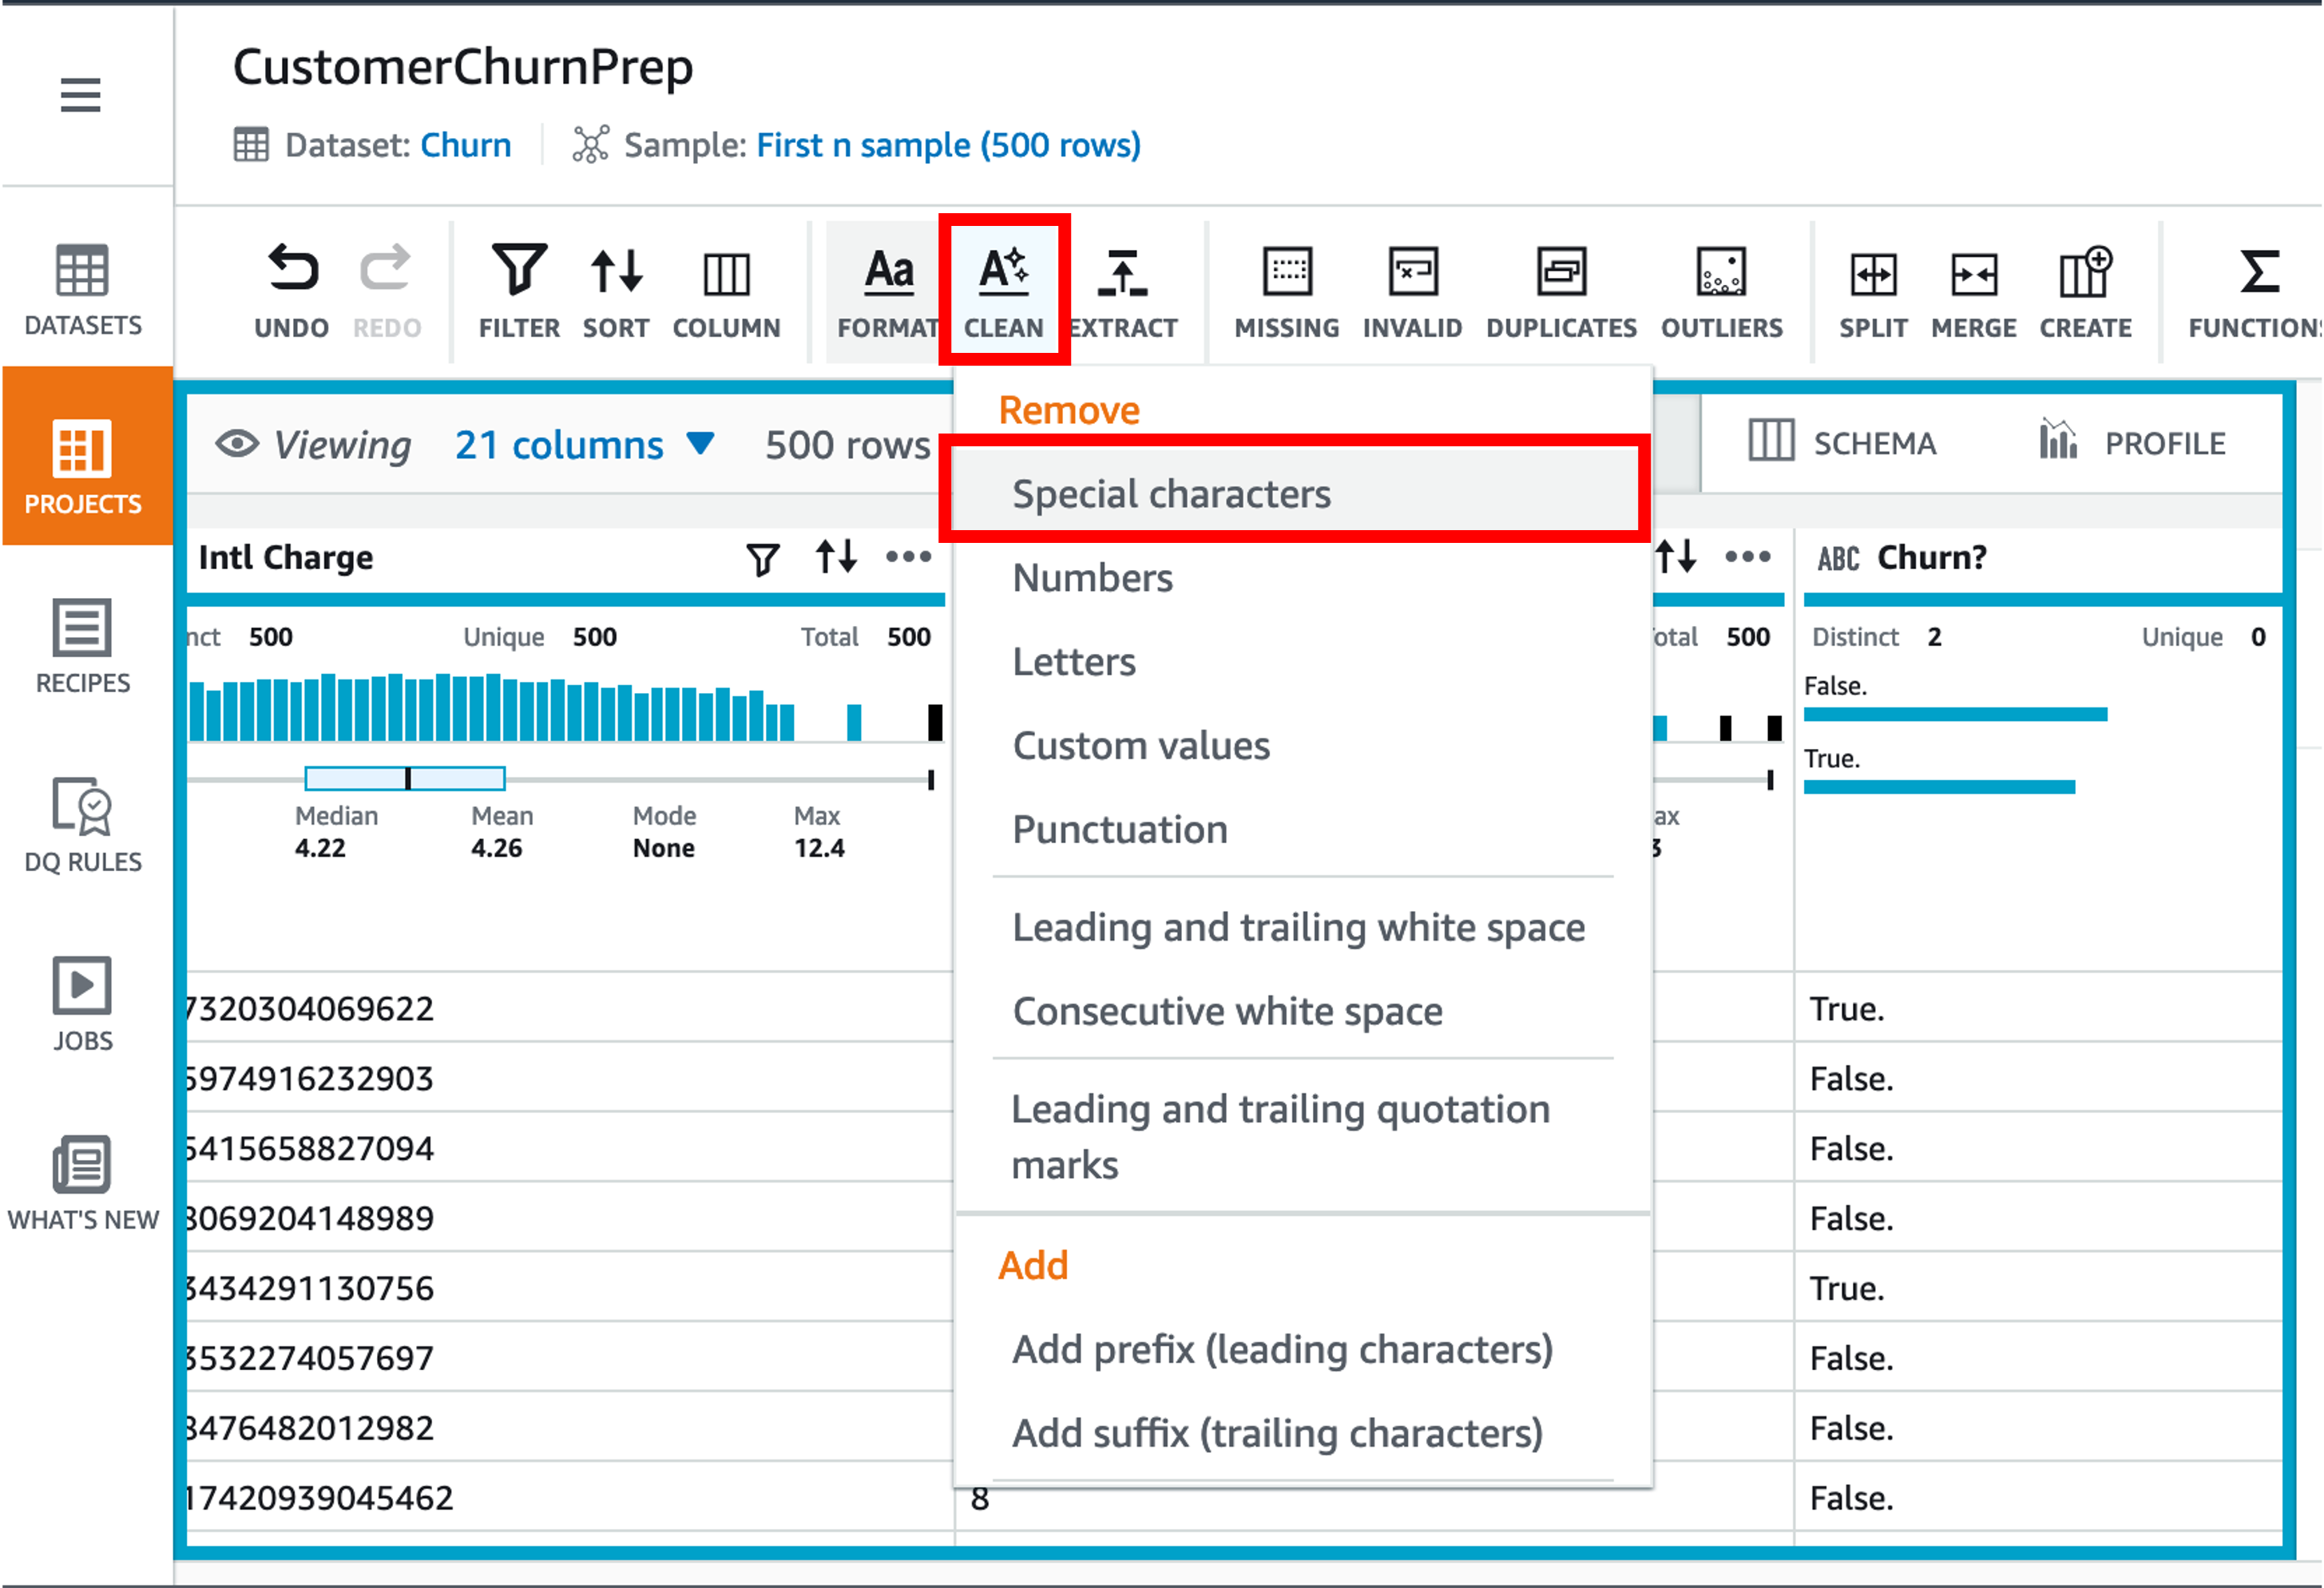 CustomerChurnPrep
Dataset: Churn
Sample: First n sample (500 rows)
UNDO REDO FILTER SORT COLUMN FORMAT CLEAN EXTRACT MISSING INVALID DUPLICATES OUTLIERS SPLIT MERGE CREATE FUNCTIONS
DATASETS
PROJECTS
RECIPES
DQ RULES
JOBS
WHAT'S NEW
Viewing 21 columns 500 rows
SCHEMA PROFILE
Intl Charge
nct 500 Unique 500 Total 500
Median Mean Mode Max
4.22 4.26 None 12.4
7320304069622
5974916232903
5415658827094
8069204148989
3434291130756
3532274057697
8476482012982
17420939045462
Remove
Special characters
Numbers
Letters
Custom values
Punctuation
Leading and trailing white space
Consecutive white space
Leading and trailing quotation
marks
Add
Add prefix (leading characters)
Add suffix (trailing characters)
8
otal 500
ax
3
ABC Churn?
Distinct 2 Unique 0
False.
True.
True.
False.
False.
False.
True.
False.
False.
False.